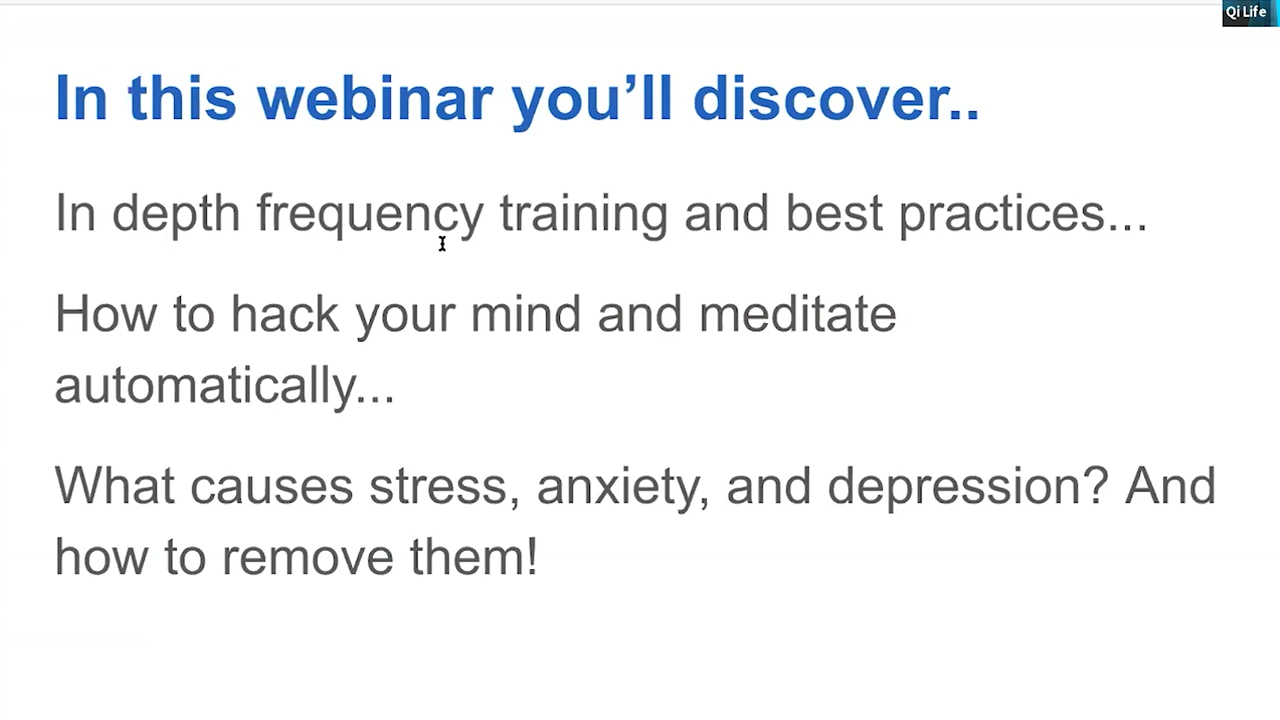 Qi Life
In this webinar you’ll discover..
In depth frequency training and best practices...
How to hack your mind and meditate
automatically...
What causes stress, anxiety, and depression? And
how to remove them!